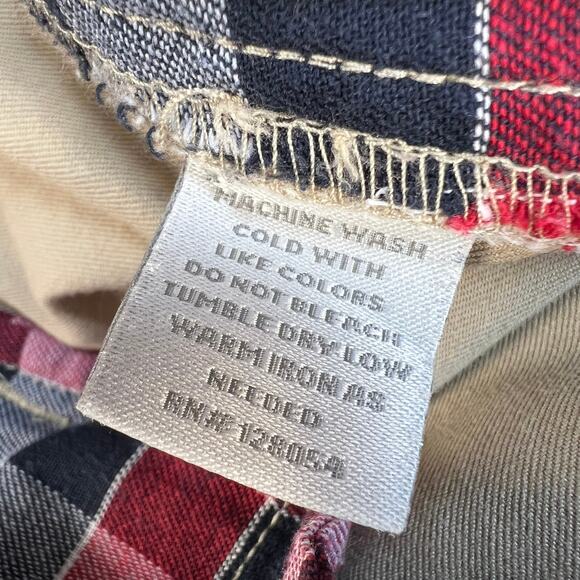 MACHINE WASH
COLD WITH
LIKE COLORS
DO NOT BLEACH
TUMBLE DRY LOW
WARM IRON AS
NEEDED
RN# 128054